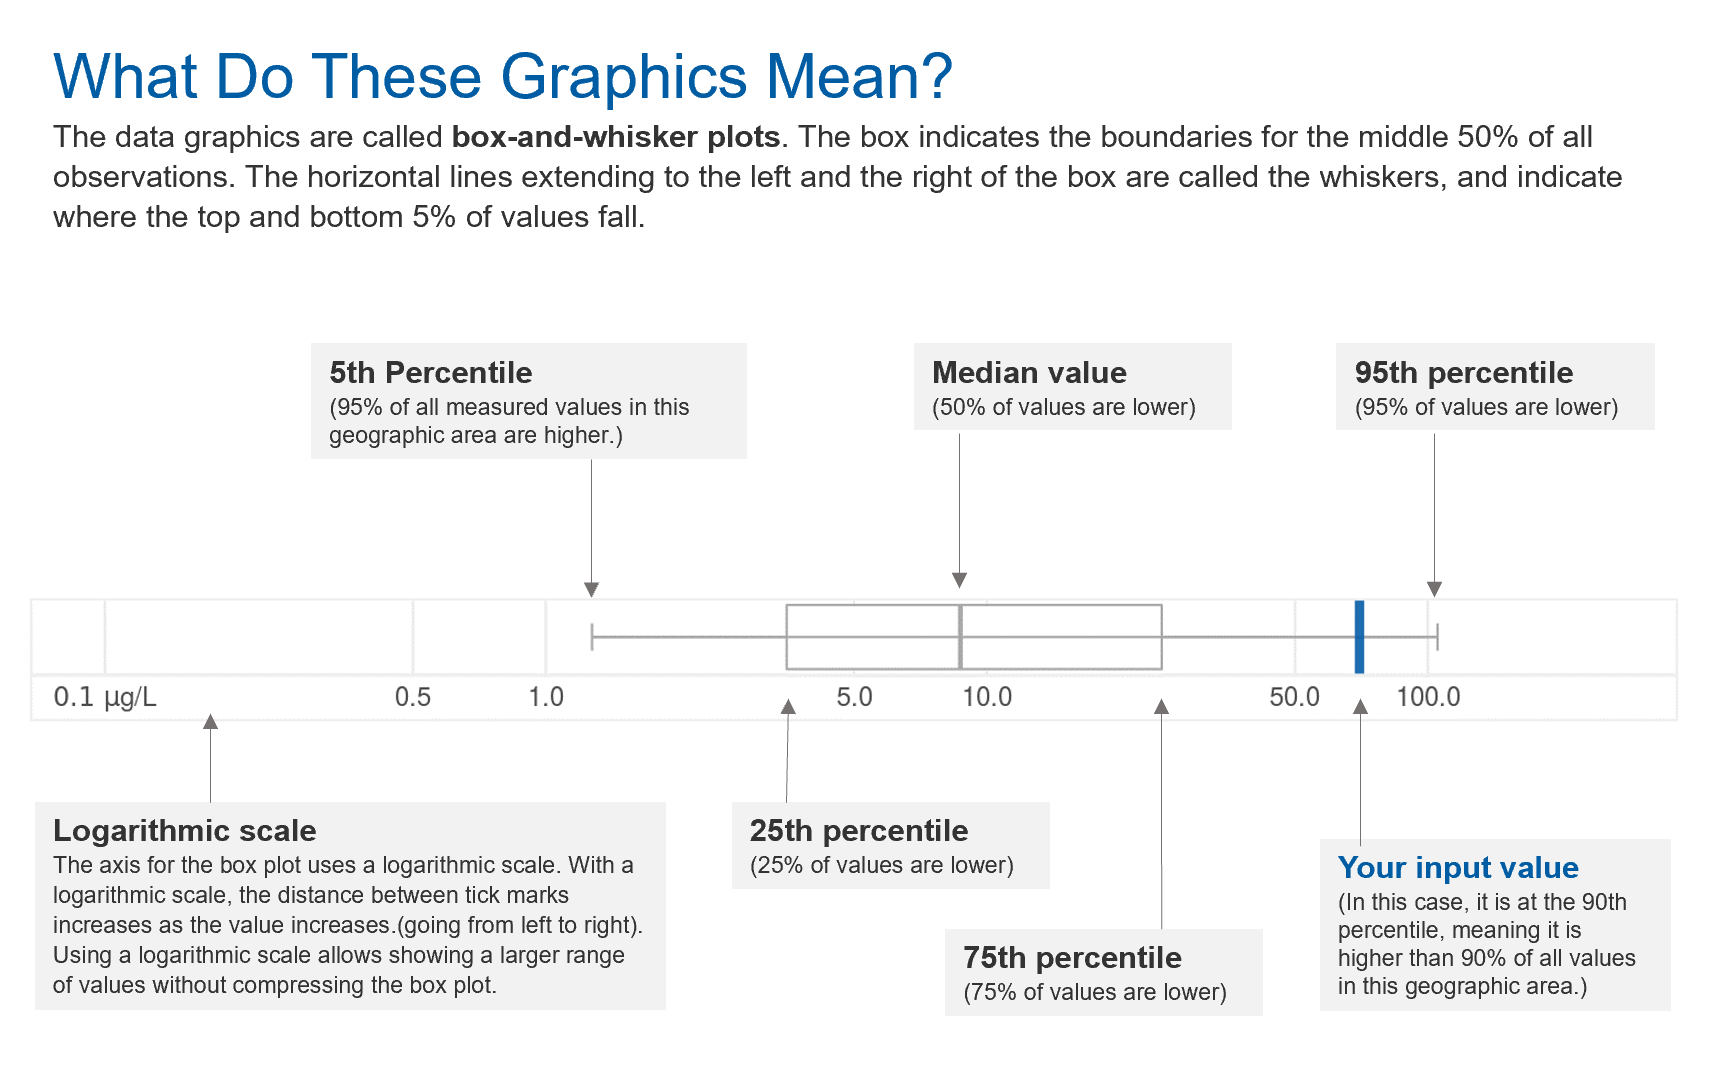 What Do These Graphics Mean?
The data graphics are called box-and-whisker plots. The box indicates the boundaries for the middle 50% of all
observations. The horizontal lines extending to the left and the right of the box are called the whiskers, and indicate
where the top and bottom 5% of values fall.
5th Percentile
(95% of all measured values in this
geographic area are higher.)
Median value
(50% of values are lower)
95th percentile
(95% of values are lower)
0.1 µg/L 0.5 1.0 5.0 10.0 50.0 100.0
Logarithmic scale
The axis for the box plot uses a logarithmic scale. With a
logarithmic scale, the distance between tick marks
increases as the value increases.(going from left to right).
Using a logarithmic scale allows showing a larger range
of values without compressing the box plot.
25th percentile
(25% of values are lower)
75th percentile
(75% of values are lower)
Your input value
(In this case, it is at the 90th
percentile, meaning it is
higher than 90% of all values
in this geographic area.)